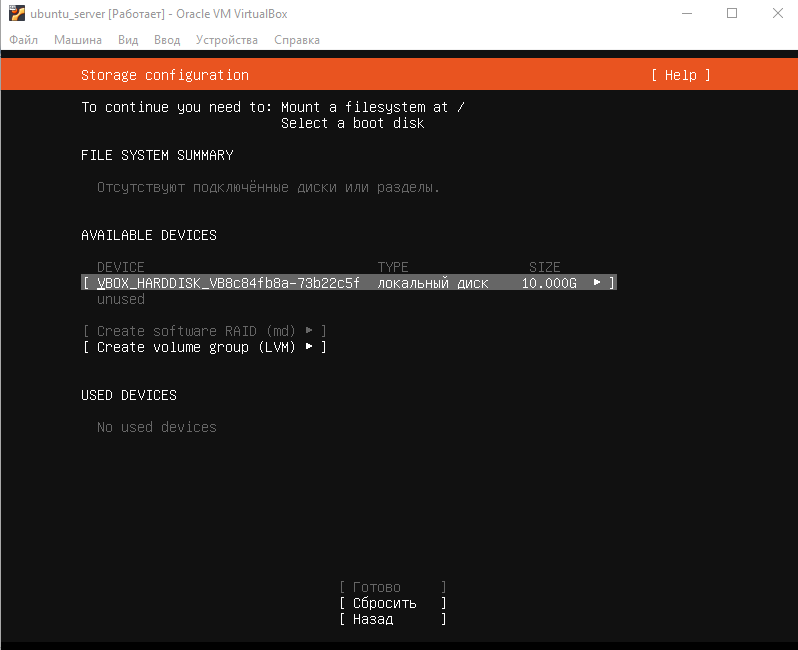 ubuntu_server [Работает] - Oracle VM VirtualBox
Файл Машина Вид Ввод Устройства Справка
Storage configuration [ Help ]
To continue you need to: Mount a filesystem at /
Select a boot disk
FILE SYSTEM SUMMARY
Отсутствуют подключённые диски или разделы.
AVAILABLE DEVICES
DEVICE TYPE SIZE
[ VBOX_HARDDISK_VB8c84fb8a-73b22c5f локальный диск 10.000G ► ]
unused
[ Create software RAID (md) ► ]
[ Create volume group (LVM) ► ]
USED DEVICES
No used devices
[ Готово ]
[ Сбросить ]
[ Назад ]